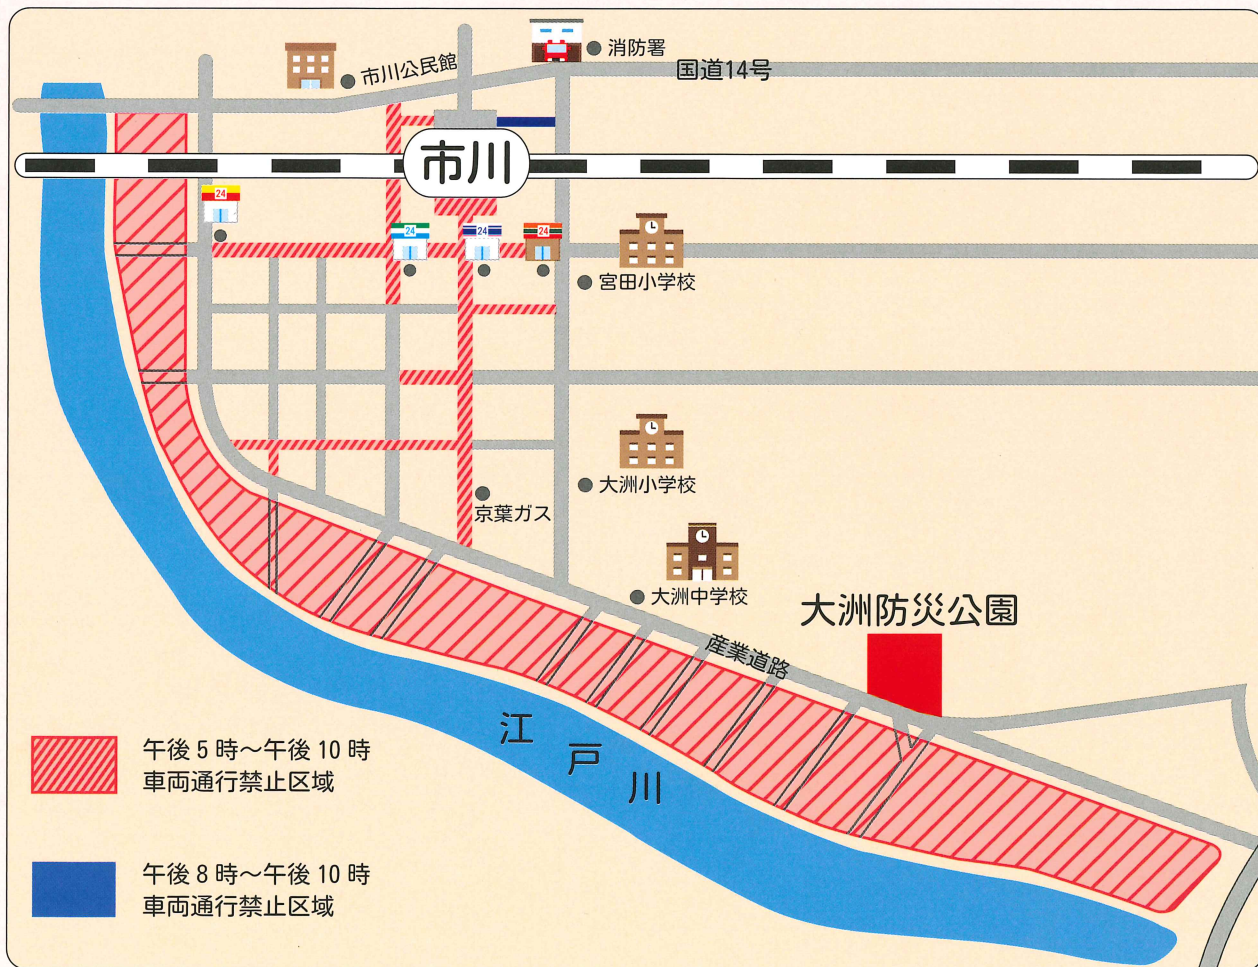 消防署
市川公民館
国道14号
市川
24
24
24
24
宮田小学校
大洲小学校
京葉ガス
大洲中学校
大洲防災公園
産業道路
江戸川
午後5時～午後10時
車両通行禁止区域
午後8時～午後10時
車両通行禁止区域